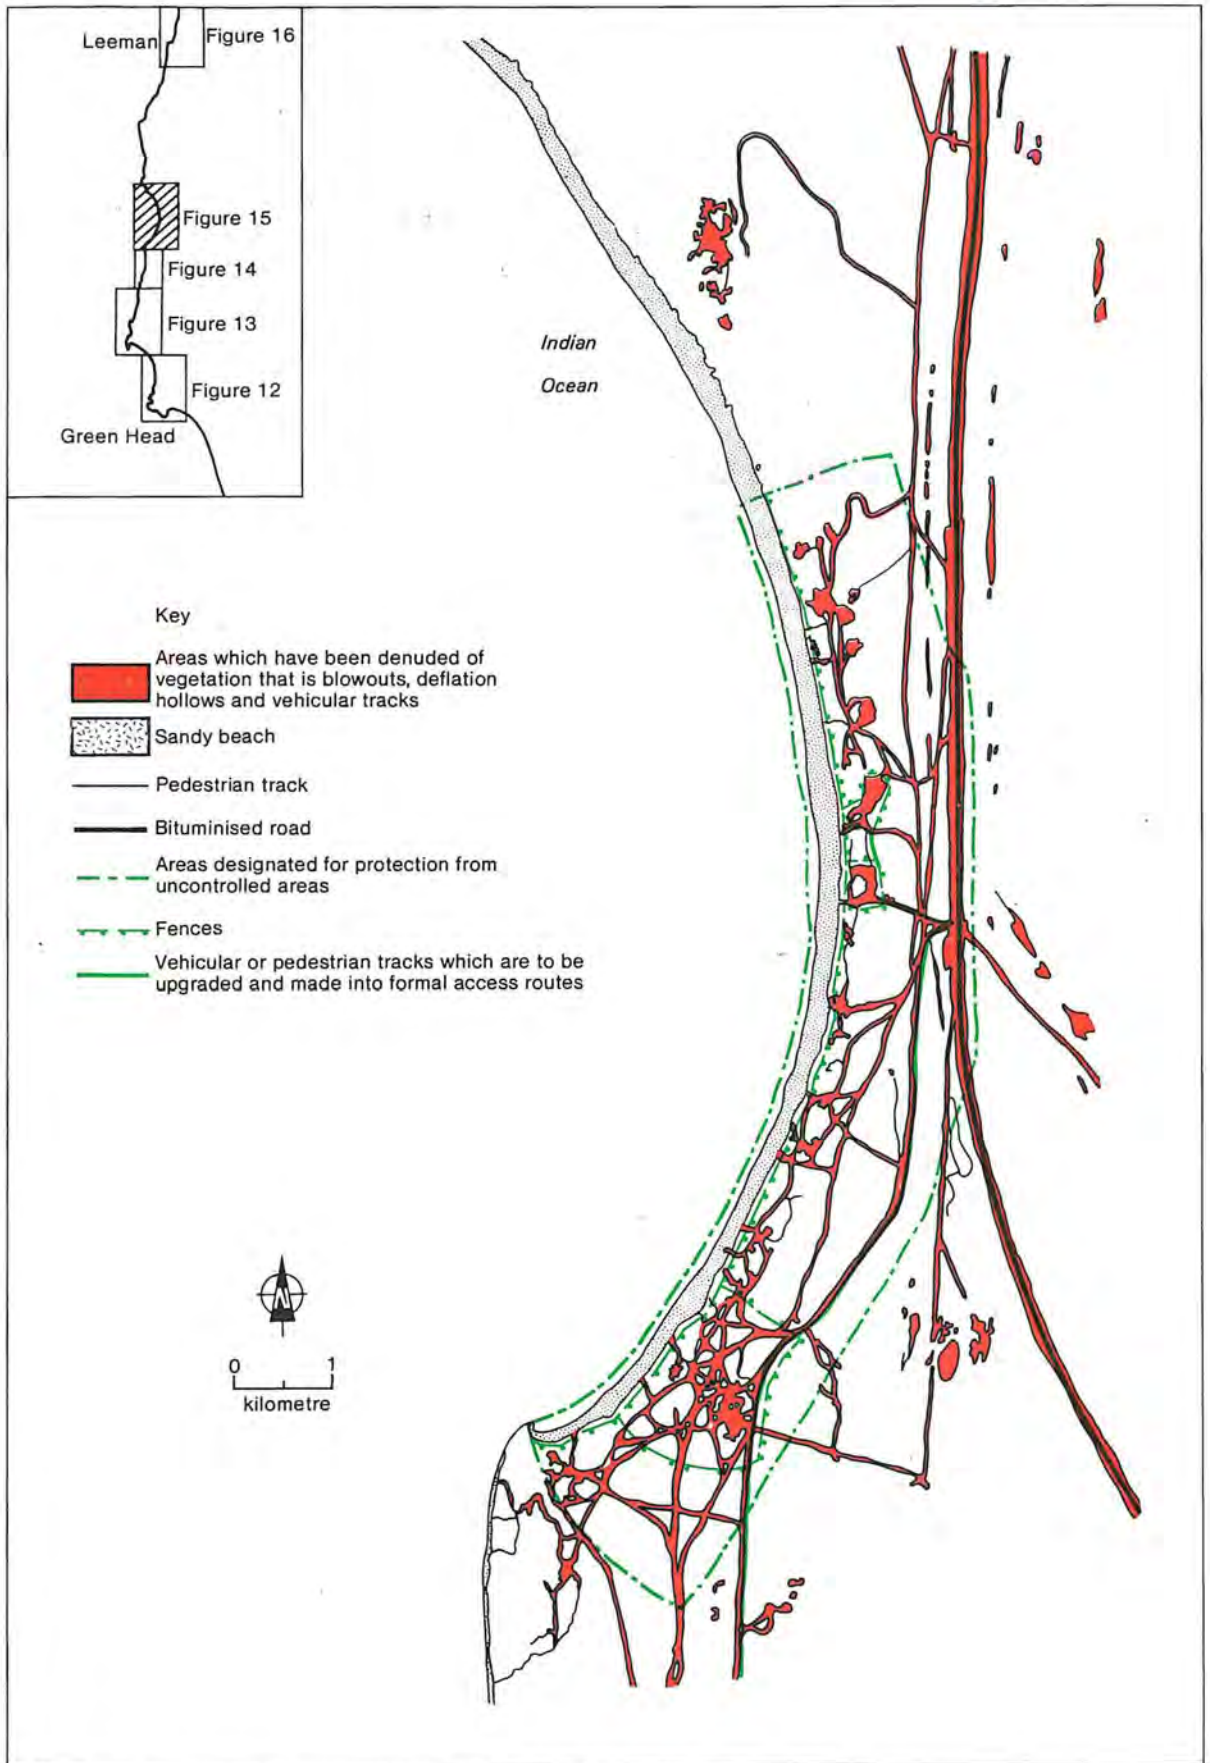 Leeman
Figure 16
Figure 15
Figure 14
Figure 13
Figure 12
Green Head
Indian
Ocean
Key
Areas which have been denuded of
vegetation that is blowouts, deflation
hollows and vehicular tracks
Sandy beach
Pedestrian track
Bituminised road
Areas designated for protection from
uncontrolled areas
Fences
Vehicular or pedestrian tracks which are to be
upgraded and made into formal access routes
N
0 1
kilometre